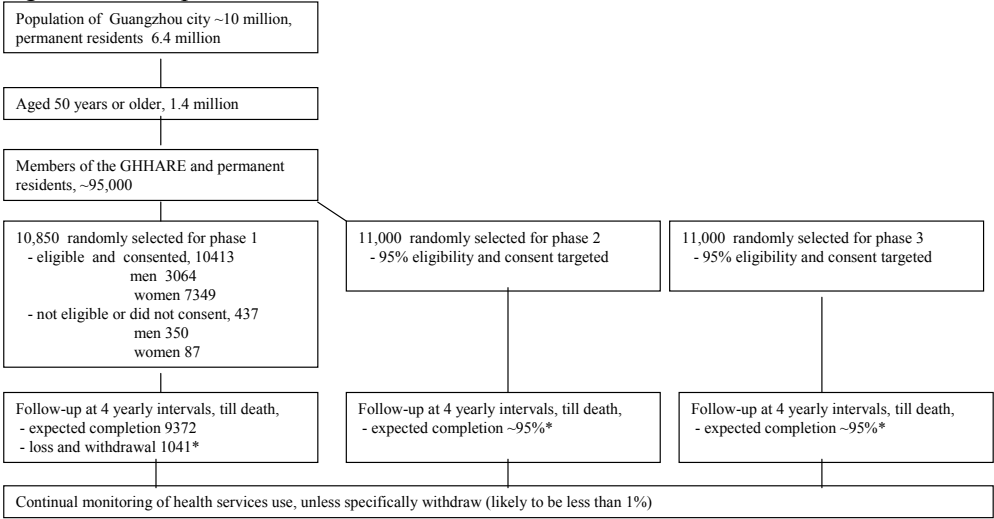 Population of Guangzhou city ~10 million,
permanent residents 6.4 million
Aged 50 years or older, 1.4 million
Members of the GHHARE and permanent
residents, ~95,000
10,850 randomly selected for phase 1
- eligible and consented, 10413
men 3064
women 7349
- not eligible or did not consent, 437
men 350
women 87
11,000 randomly selected for phase 2
- 95% eligibility and consent targeted
11,000 randomly selected for phase 3
- 95% eligibility and consent targeted
Follow-up at 4 yearly intervals, till death,
- expected completion 9372
- loss and withdrawal 1041*
Follow-up at 4 yearly intervals, till death,
- expected completion ~95%*
Follow-up at 4 yearly intervals, till death,
- expected completion ~95%*
Continual monitoring of health services use, unless specifically withdraw (likely to be less than 1%)